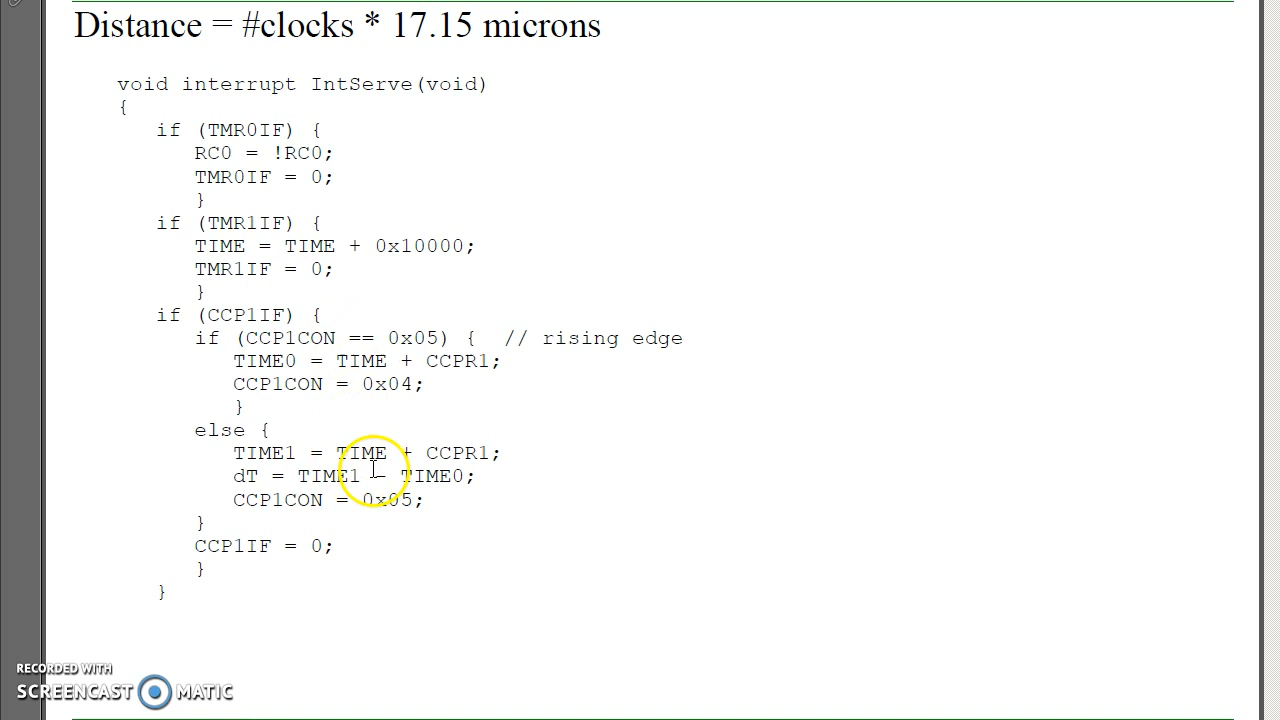 Distance = #clocks * 17.15 microns
void interrupt IntServe(void)
{
if (TMR0IF) {
RC0 = !RC0;
TMR0IF = 0;
}
if (TMR1IF) {
TIME = TIME + 0x10000;
TMR1IF = 0;
}
if (CCP1IF) {
if (CCP1CON == 0x05) { // rising edge
TIME0 = TIME + CCPR1;
CCP1CON = 0x04;
}
else {
TIME1 = TIME + CCPR1;
dT = TIME1 - TIME0;
CCP1CON = 0x05;
}
CCP1IF = 0;
}
}
RECORDED WITH
SCREENCAST MATIC